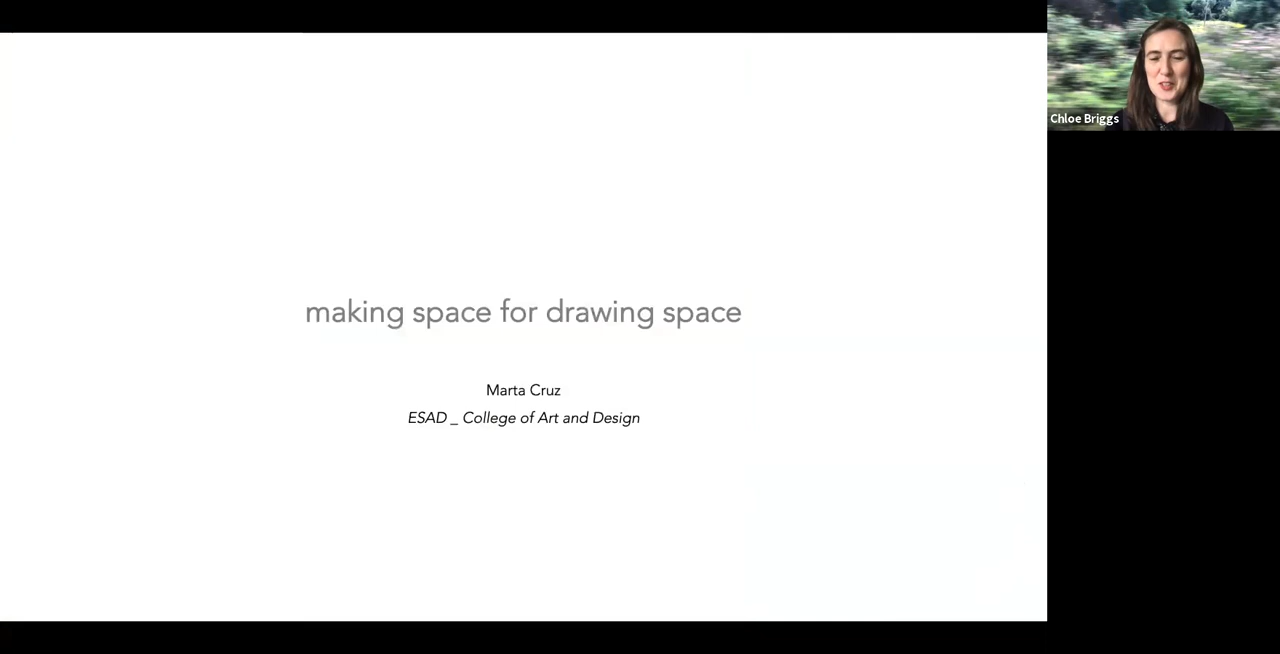 making space for drawing space
Marta Cruz
ESAD _ College of Art and Design
Chloe Briggs